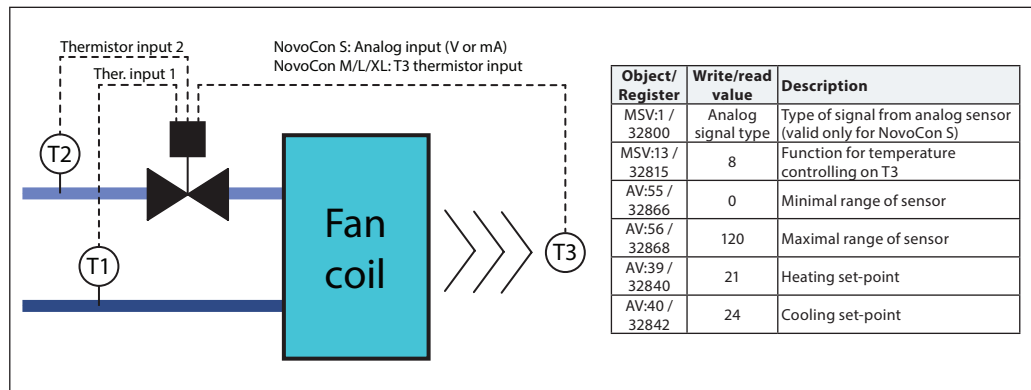 Thermistor input 2
Ther. input 1
NovoCon S: Analog input (V or mA)
NovoCon M/L/XL: T3 thermistor input
T2
T1
Fan
coil
T3
Object/ Register Write/read value Description
MSV:1 / 32800 Analog signal type Type of signal from analog sensor (valid only for NovoCon S)
MSV:13 / 32815 8 Function for temperature controlling on T3
AV:55 / 32866 0 Minimal range of sensor
AV:56 / 32868 120 Maximal range of sensor
AV:39 / 32840 21 Heating set-point
AV:40 / 32842 24 Cooling set-point